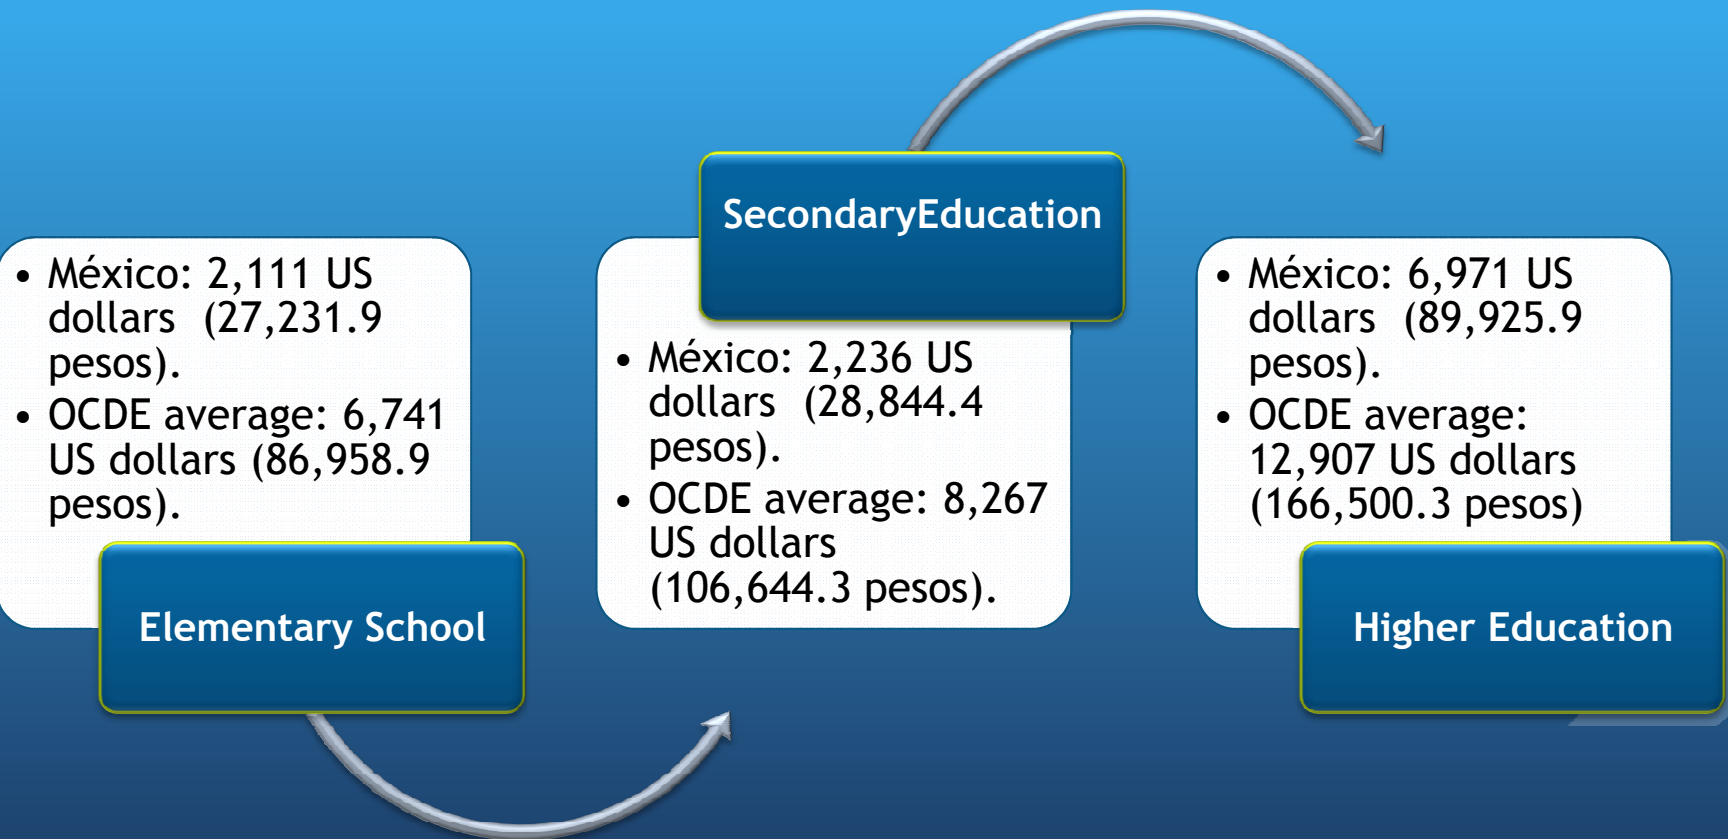 • México: 2,111 US
dollars (27,231.9
pesos).
• OCDE average: 6,741
US dollars (86,958.9
pesos).
Elementary School
SecondaryEducation
• México: 2,236 US
dollars (28,844.4
pesos).
• OCDE average: 8,267
US dollars
(106,644.3 pesos).
• México: 6,971 US
dollars (89,925.9
pesos).
• OCDE average:
12,907 US dollars
(166,500.3 pesos)
Higher Education